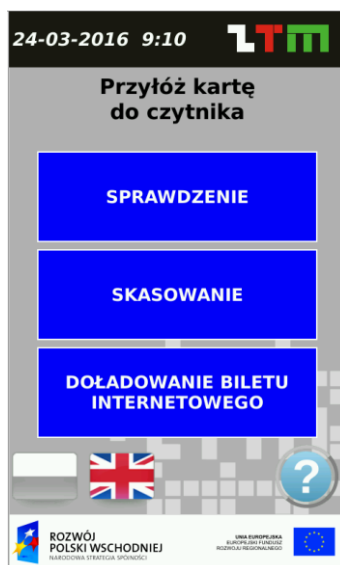 24-03-2016 9:10 ZTM
Przyłóż kartę
do czytnika
SPRAWDZENIE
SKASOWANIE
DOŁADOWANIE BILETU
INTERNETOWEGO
?
ROZWÓJ
POLSKI WSCHODNIEJ
NARODOWA STRATEGIA SPÓJNOŚCI
UNIA EUROPEJSKA
EUROPEJSKI FUNDUSZ
ROZWOJU REGIONALNEGO